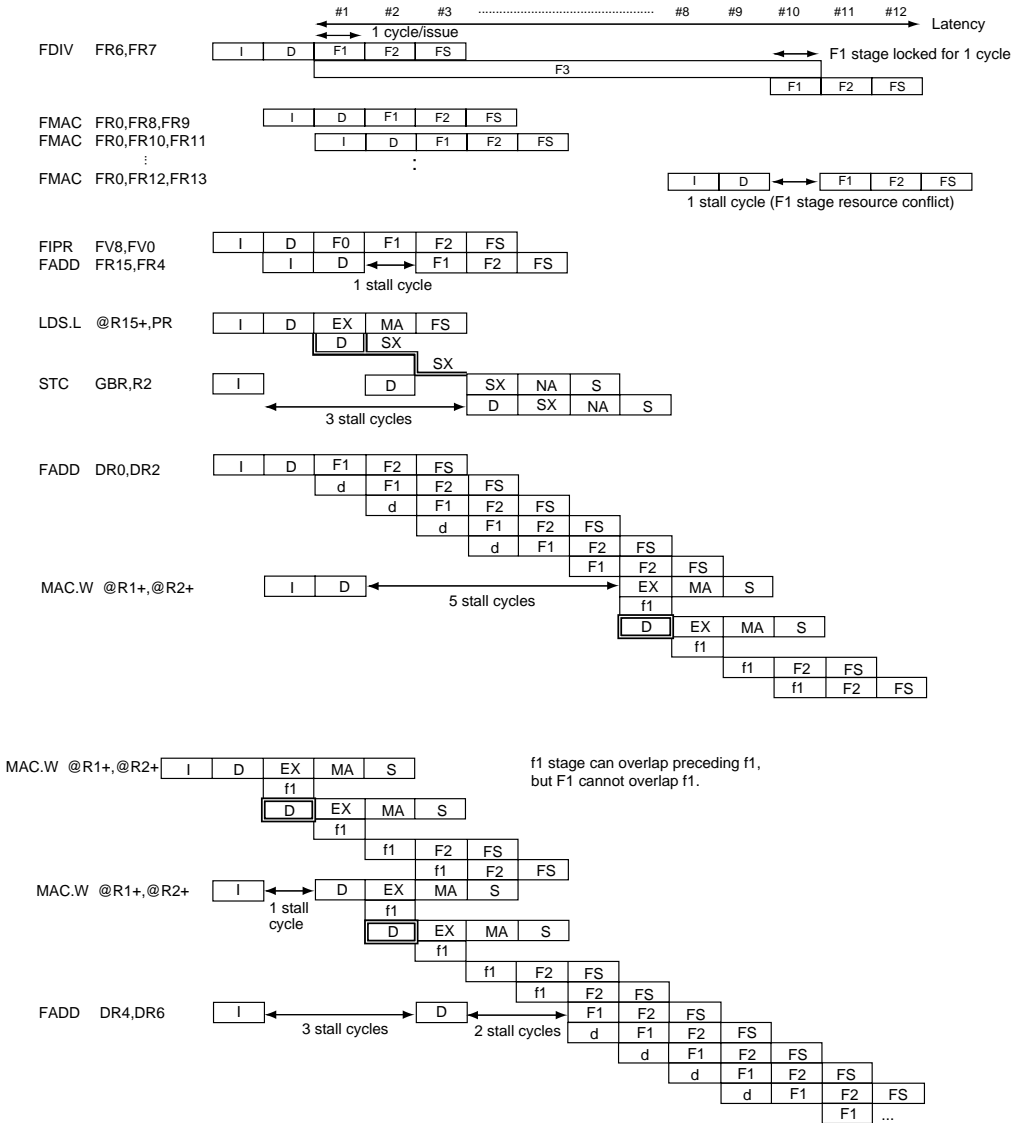 #1 #2 #3 ................................................... #8 #9 #10 #11 #12
Latency
1 cycle/issue
FDIV FR6,FR7 I D F1 F2 FS F1 stage locked for 1 cycle
F3
F1 F2 FS
FMAC FR0,FR8,FR9 I D F1 F2 FS
FMAC FR0,FR10,FR11 I D F1 F2 FS
⋮ :
FMAC FR0,FR12,FR13 I D F1 F2 FS
1 stall cycle (F1 stage resource conflict)
FIPR FV8,FV0 I D F0 F1 F2 FS
FADD FR15,FR4 I D F1 F2 FS
1 stall cycle
LDS.L @R15+,PR I D EX MA FS
D SX
SX
STC GBR,R2 I D SX NA S
D SX NA S
3 stall cycles
FADD DR0,DR2 I D F1 F2 FS
d F1 F2 FS
d F1 F2 FS
d F1 F2 FS
d F1 F2 FS
F1 F2 FS
MAC.W @R1+,@R2+ I D EX MA S
5 stall cycles
f1
D EX MA S
f1
f1 F2 FS
f1 F2 FS
MAC.W @R1+,@R2+ I D EX MA S
f1 stage can overlap preceding f1,
but F1 cannot overlap f1.
f1
D EX MA S
f1
f1 F2 FS
f1 F2 FS
MAC.W @R1+,@R2+ I D EX MA S
1 stall
cycle
f1
D EX MA S
f1
f1 F2 FS
f1 F2 FS
FADD DR4,DR6 I D F1 F2 FS
3 stall cycles 2 stall cycles
d F1 F2 FS
d F1 F2 FS
d F1 F2 FS
d F1 F2 FS
F1 ...